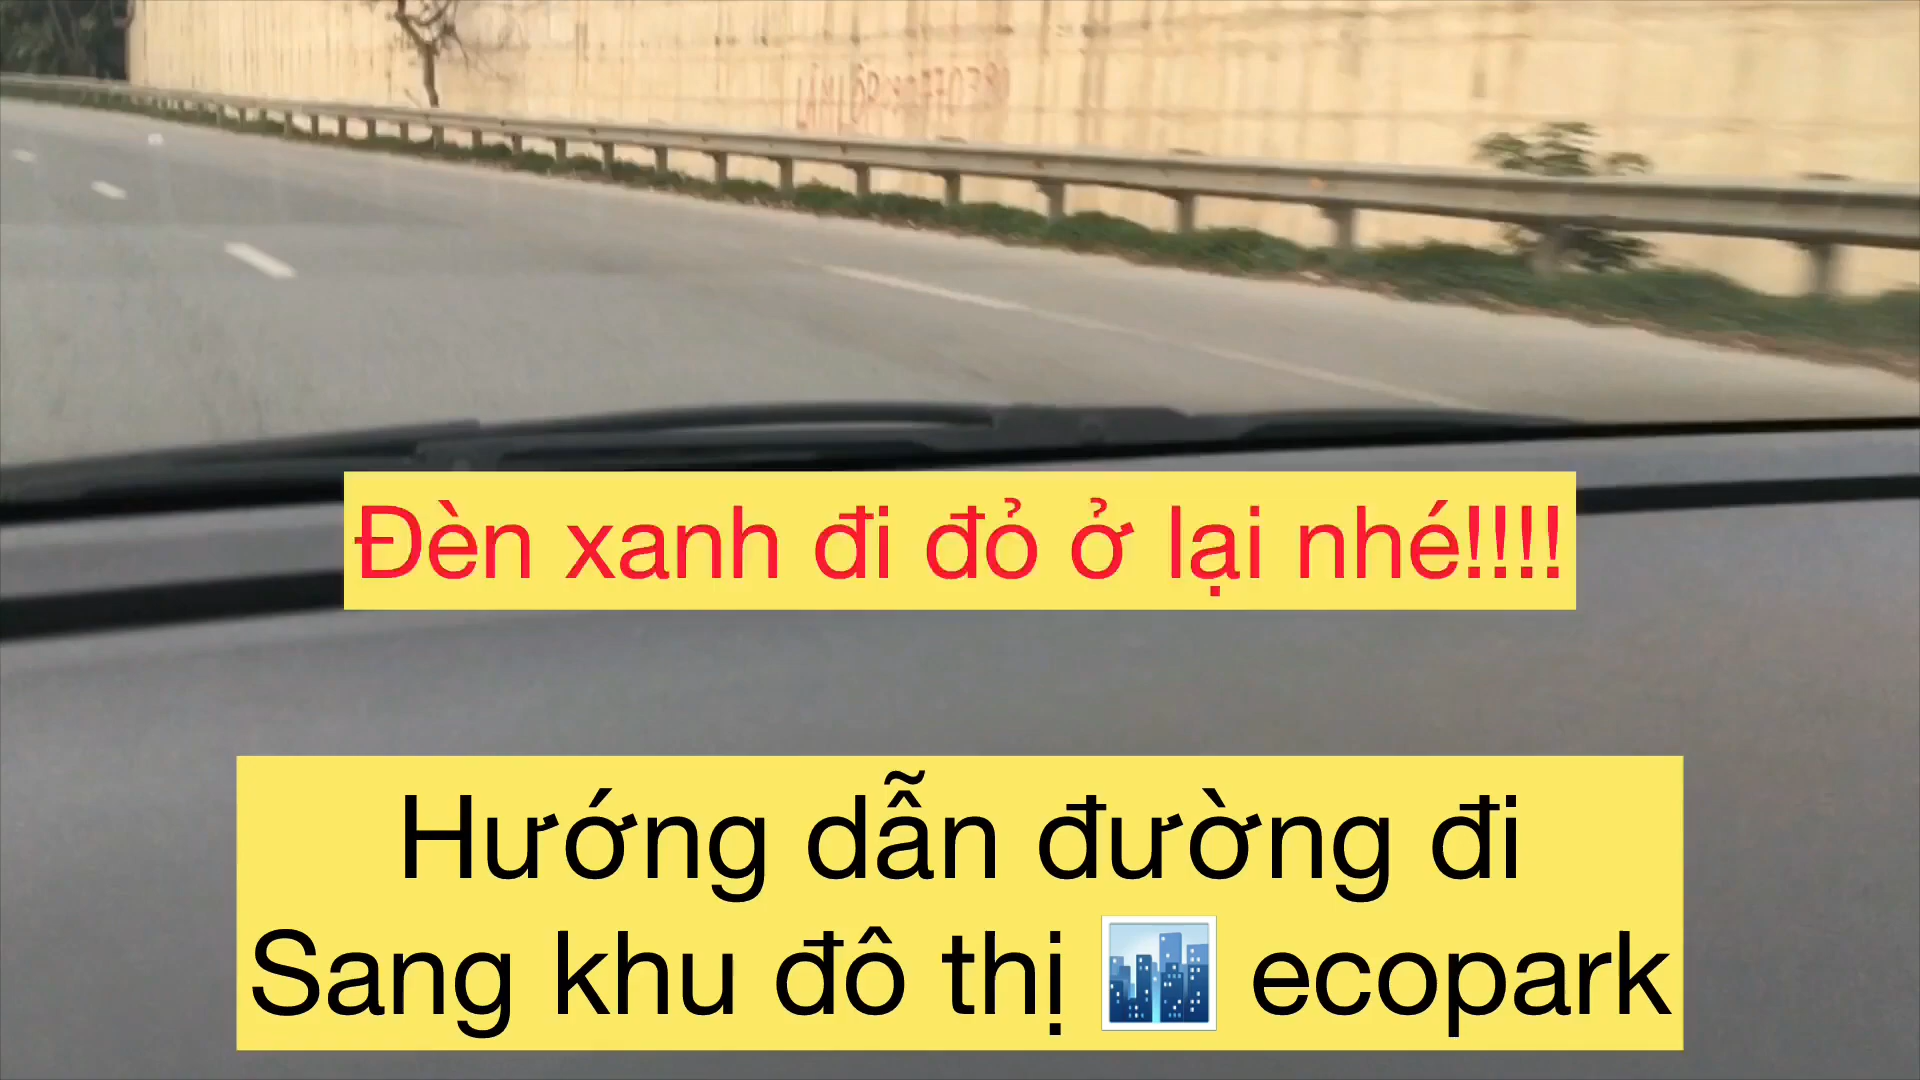 Đèn xanh đi đỏ ở lại nhé!!!!
Hướng dẫn đường đi
Sang khu đô thị 🏙️ ecopark